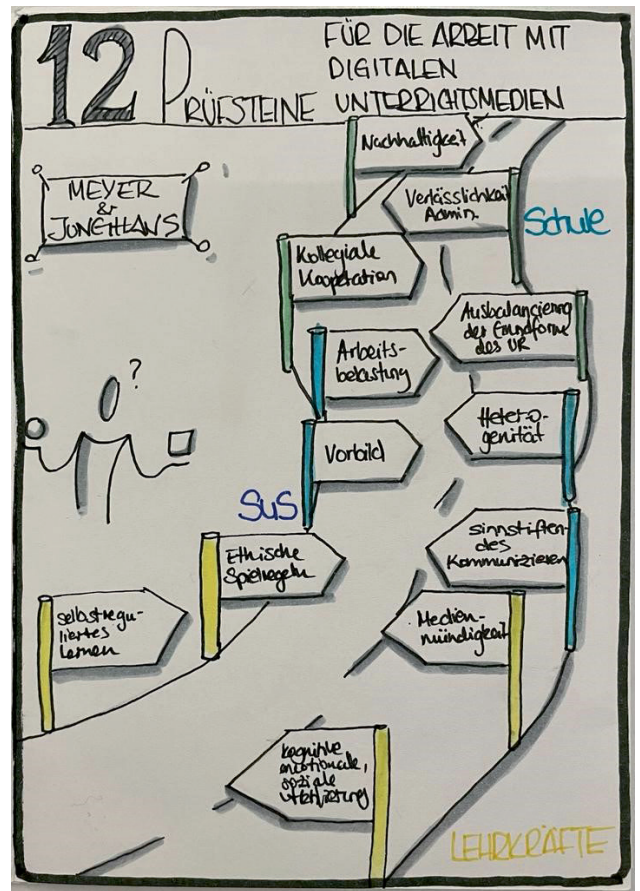 12 PRÜFSTEINE
FÜR DIE ARBEIT MIT
DIGITALEN
UNTERRICHTSMEDIEN
MEYER
&
JUNGHANS
Nachhaltigkeit
Verlässlichkeit
Admin.
Schule
Kollegiale
Kooperation
Ausbalancierung
der Grundforme
des UR
Arbeits-
belastung
Hetero-
genität
Vorbild
SuS
sinnstiften-
des
Kommunizieren
Ethische
Spielregeln
Medien-
mündigkeit
selbstregu-
liertes
Lernen
?
kognitive
emotionale,
soziale
LEHRKRÄFTE